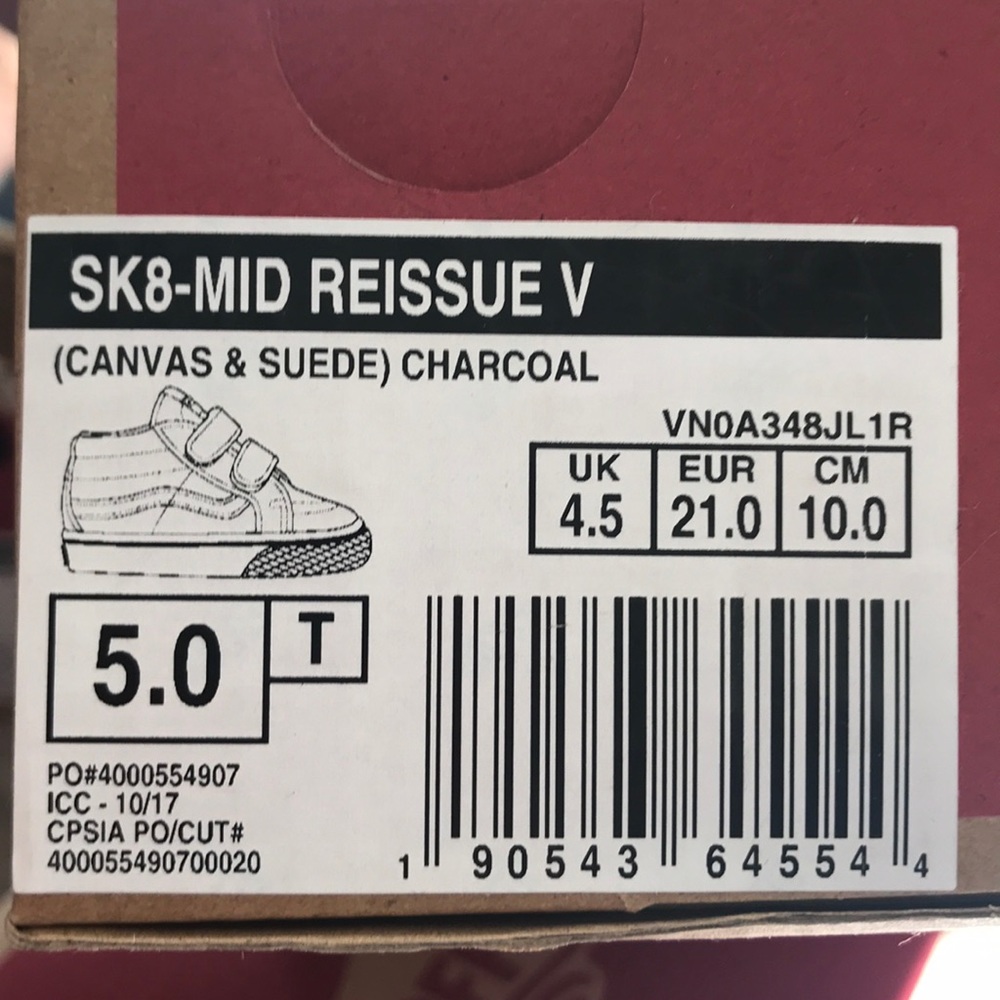 SK8-MID REISSUE V
(CANVAS & SUEDE) CHARCOAL
VN0A348JL1R
UK EUR CM
4.5 21.0 10.0
5.0 T
PO#4000554907
ICC - 10/17
CPSIA PO/CUT#
400055490700020
1 90543 64554 4